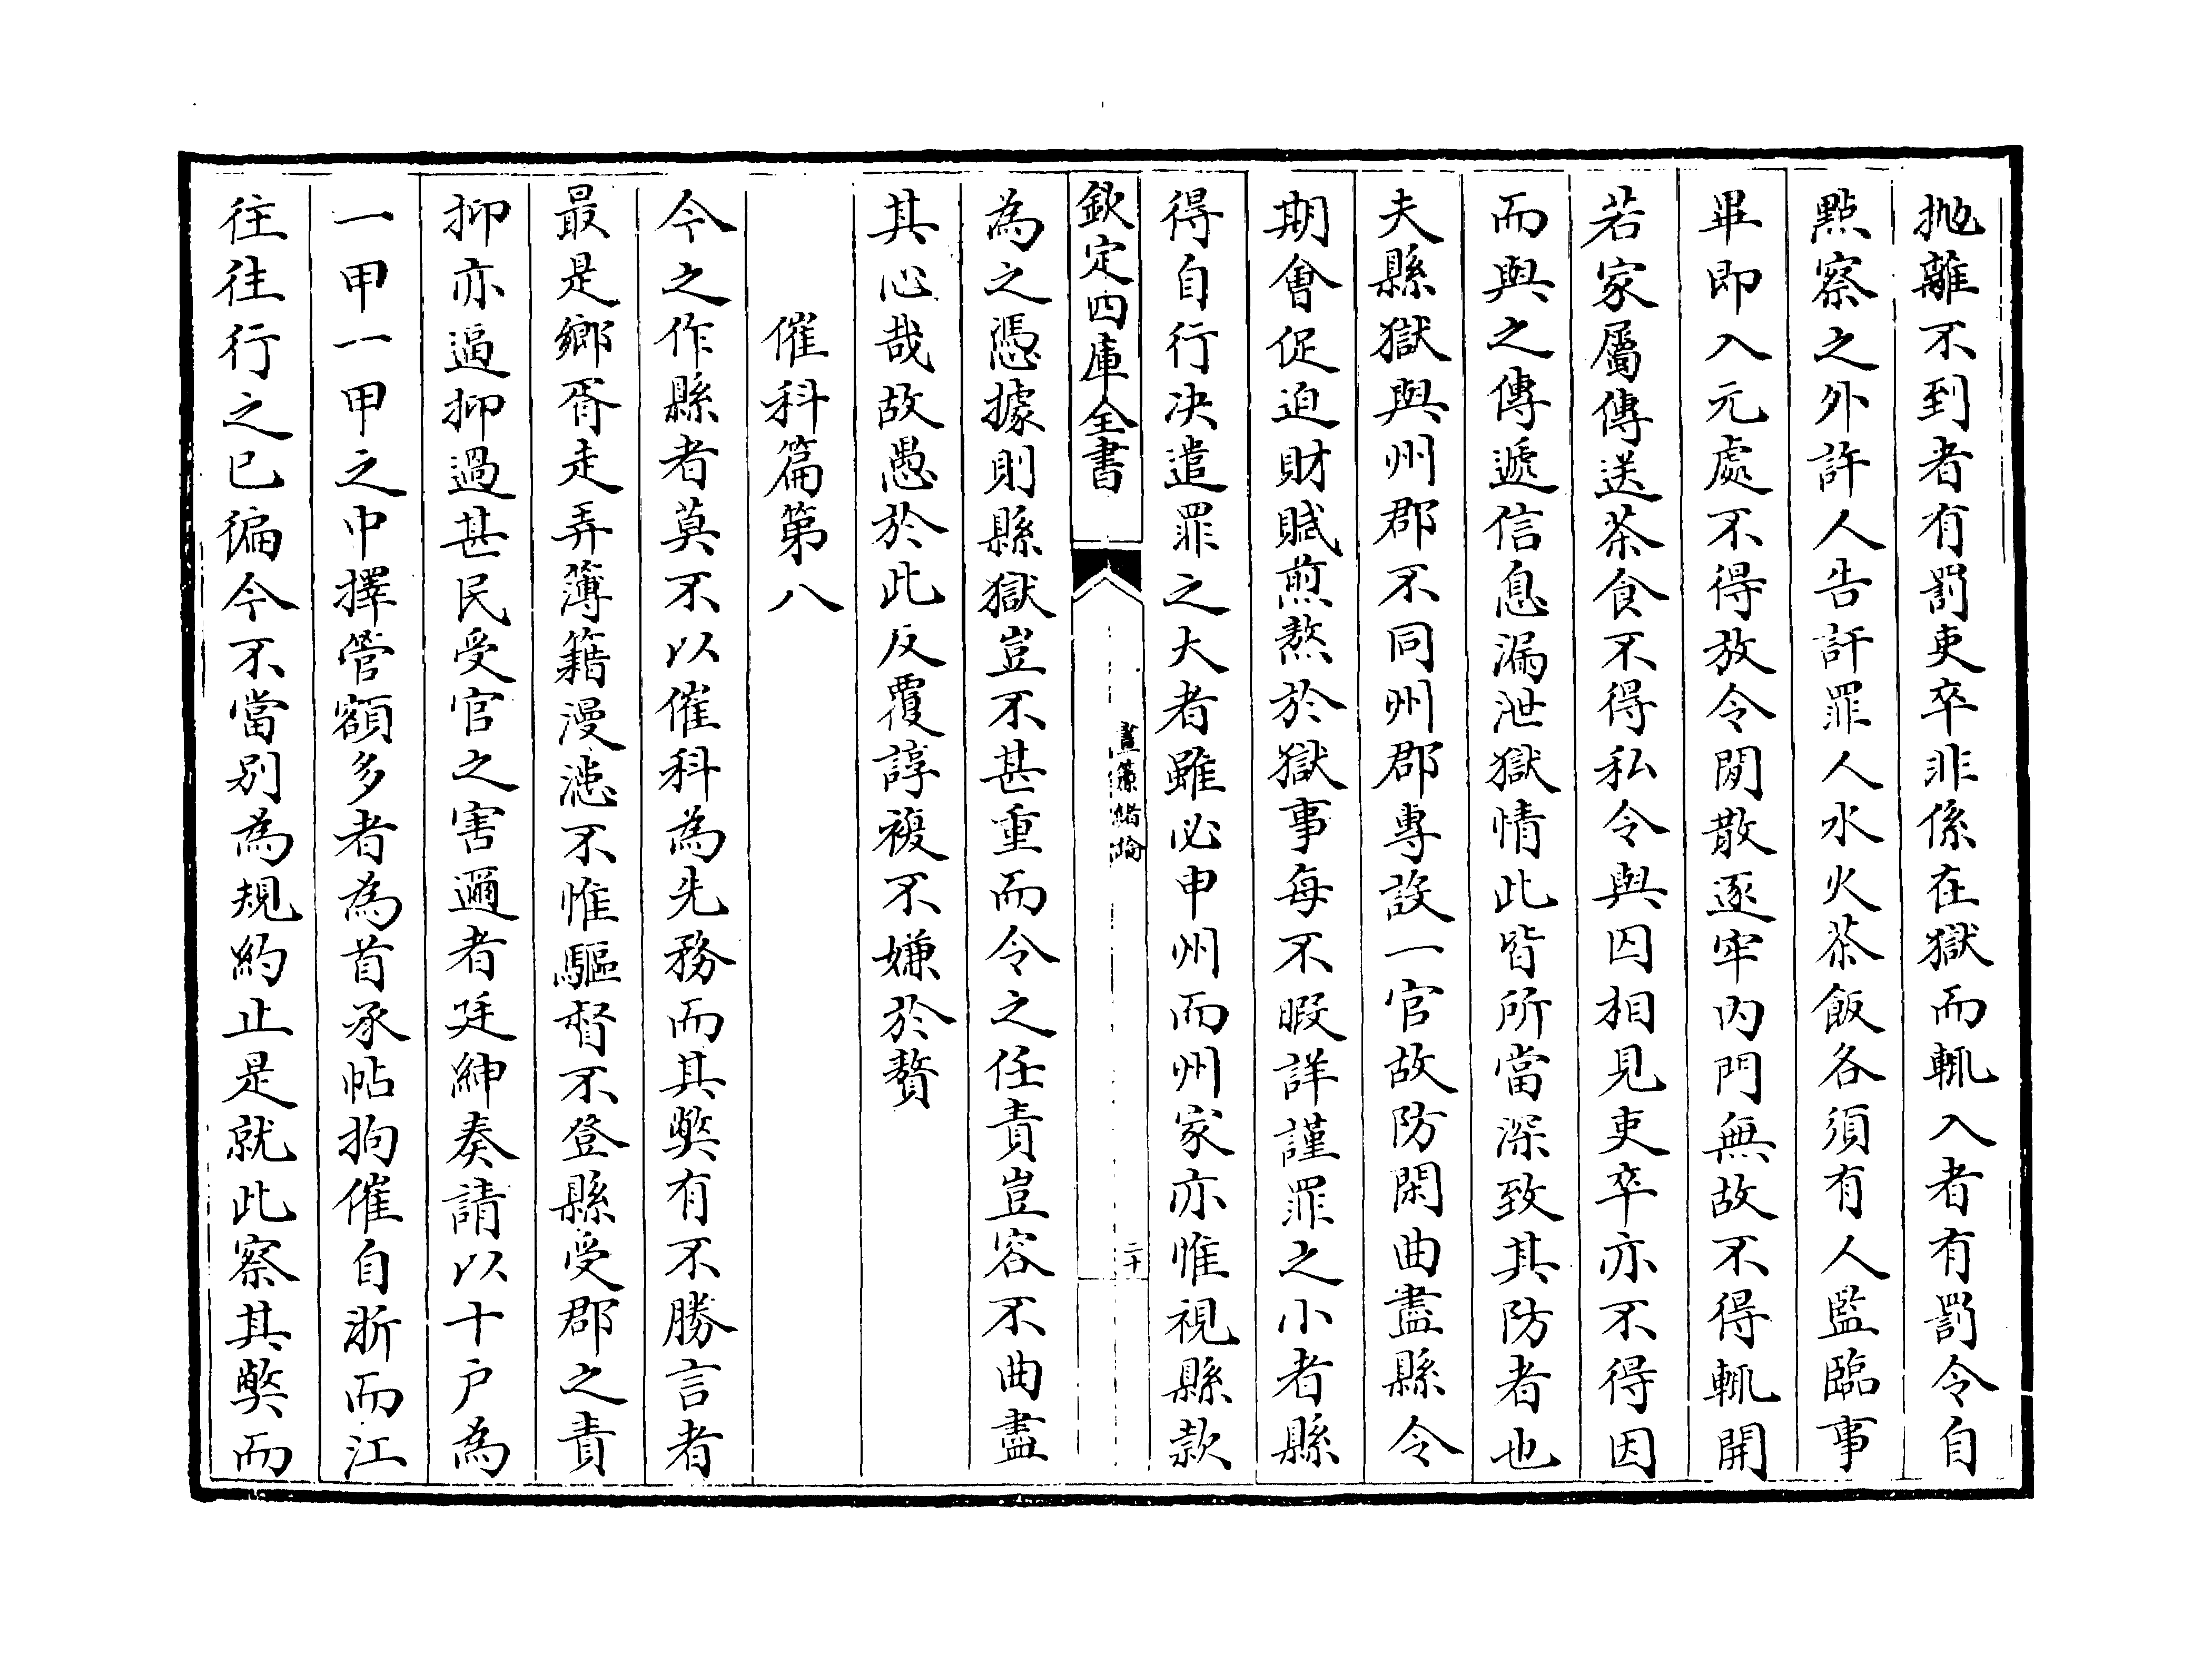 拋離不到者有罰吏卒非係在獄而輒入者有罰令自
點察之外許人告訐罪人水火茶飯各須有人監臨事
畢即入元處不得放令閒散逐牢内門無故不得輒開
若家屬傳送茶食不得私令與囚相見吏卒亦不得因
而與之傳遞信息漏泄獄情此皆所當深致其防者也
夫縣獄與州郡不同州郡專設一官故防閑曲盡縣令
期會促迫財賦煎熬於獄事每不暇詳謹罪之小者縣
得自行决遣罪之大者雖必申州而州家亦惟視縣款
欽定四庫全書
晝簾緒論
二十
為之憑據則縣獄豈不甚重而令之任責豈容不曲盡
其心哉故愚於此反覆諄複不嫌於贅
催科篇第八
今之作縣者莫不以催科為先務而其弊有不勝言者
最是鄉胥走弄簿籍漫漶不惟驅督不登縣受郡之責
抑亦逼抑過甚民受官之害邇者廷紳奏請以十户為
一甲一甲之中擇管額多者為首承帖拘催自浙而江
往往行之已徧今不當别為規約止是就此察其弊而